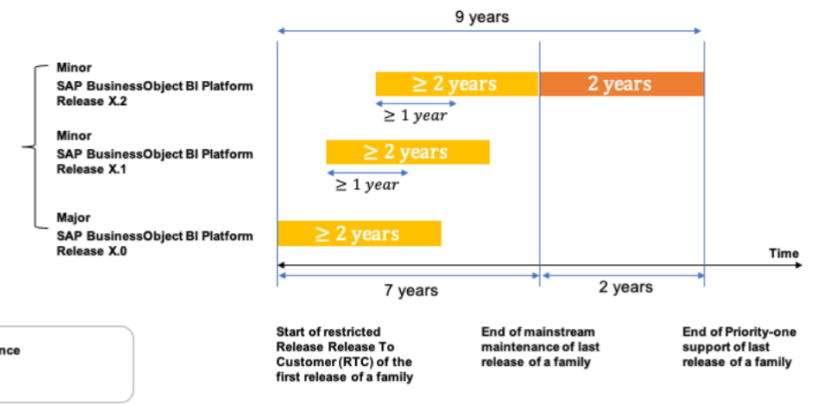 9 years
Minor
SAP BusinessObject BI Platform
Release X.2
≥ 2 years
2 years
≥ 1 year
Minor
SAP BusinessObject BI Platform
Release X.1
≥ 2 years
≥ 1 year
Major
SAP BusinessObject BI Platform
Release X.0
≥ 2 years
Time
7 years
2 years
Start of restricted
Release Release To
Customer (RTC) of the
first release of a family
End of mainstream
maintenance of last
release of a family
End of Priority-one
support of last
release of a family